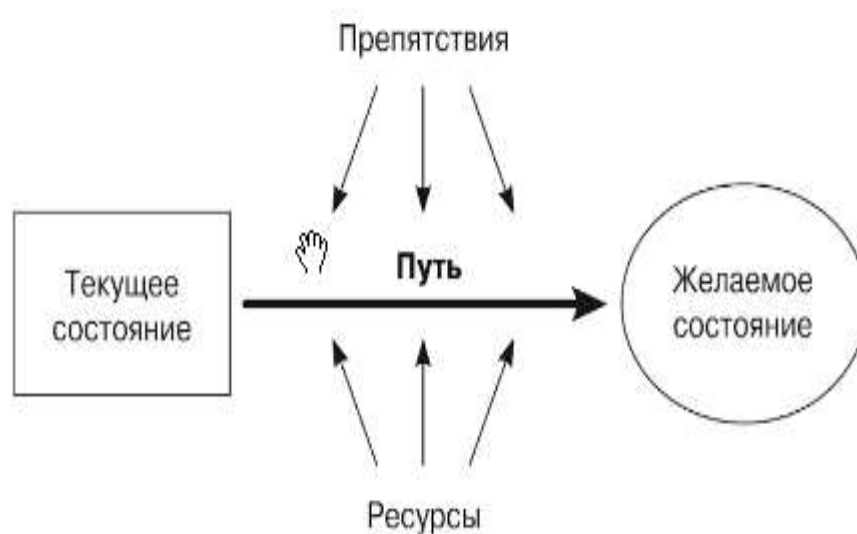 Препятствия
Путь
Текущее
состояние
Желаемое
состояние
Ресурсы